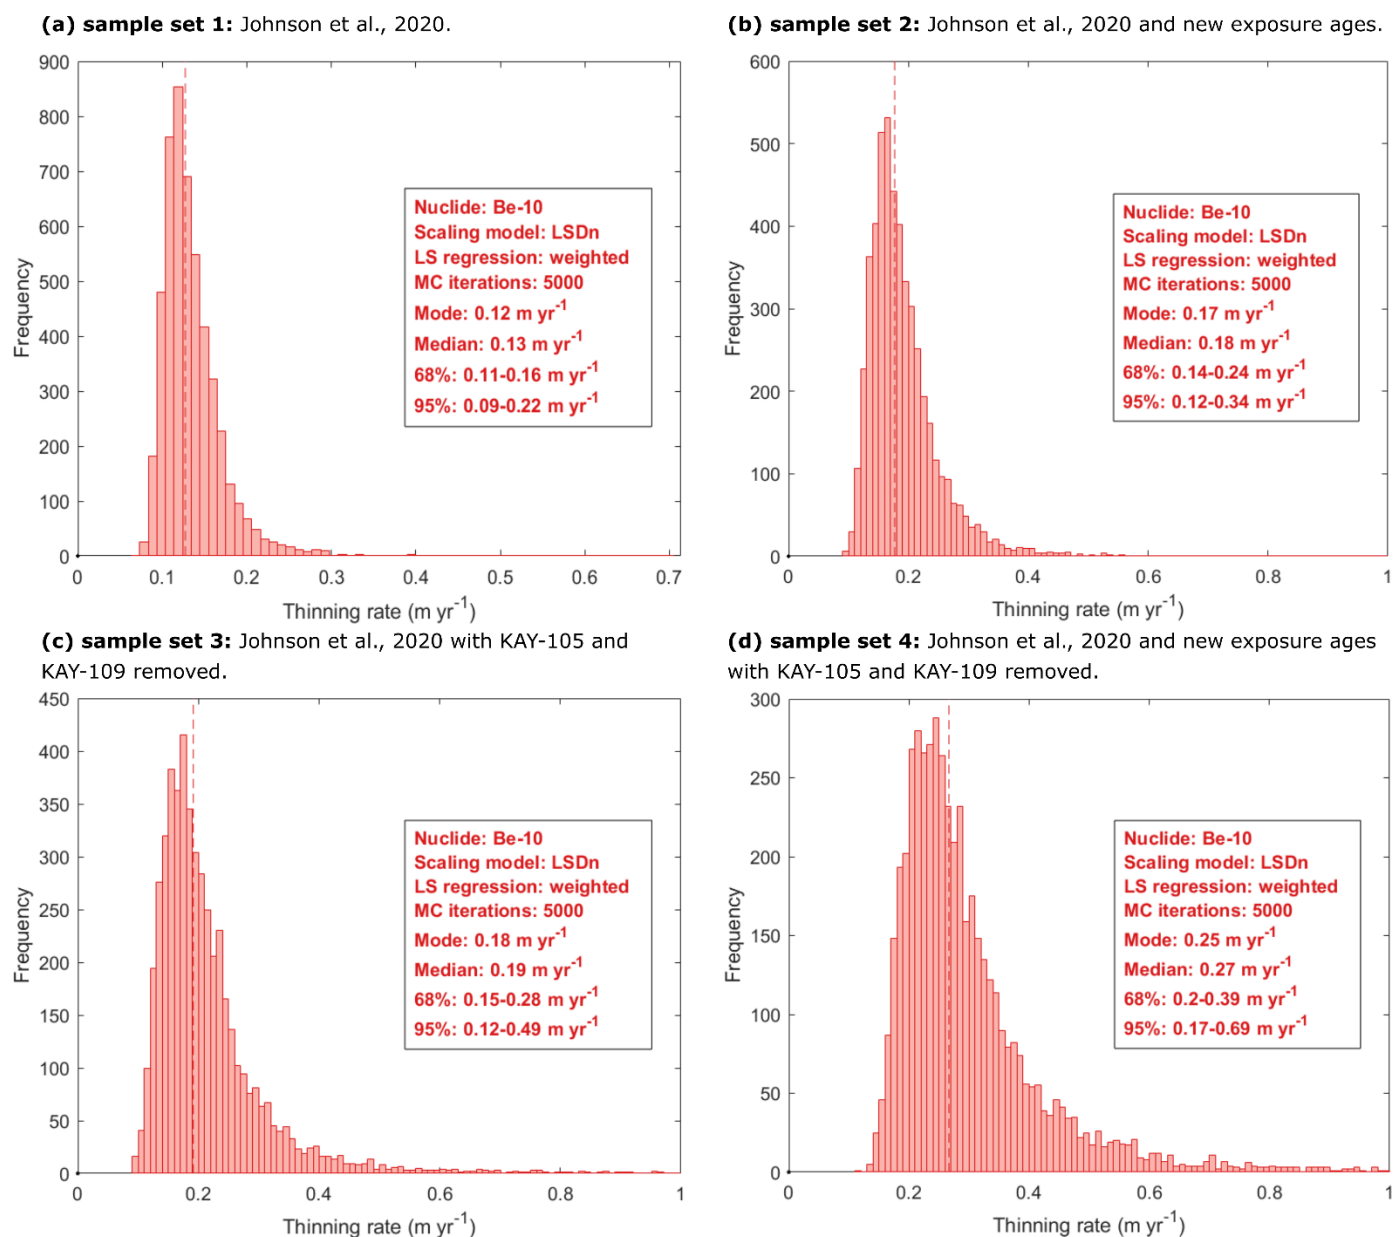 (a) sample set 1: Johnson et al., 2020.
900
800
700
600
500
400
300
200
100
0
Frequency
Nuclide: Be-10
Scaling model: LSDn
LS regression: weighted
MC iterations: 5000
Mode: 0.12 m yr⁻¹
Median: 0.13 m yr⁻¹
68%: 0.11-0.16 m yr⁻¹
95%: 0.09-0.22 m yr⁻¹
0 0.1 0.2 0.3 0.4 0.5 0.6 0.7
Thinning rate (m yr⁻¹)
(b) sample set 2: Johnson et al., 2020 and new exposure ages.
600
500
400
300
200
100
0
Frequency
Nuclide: Be-10
Scaling model: LSDn
LS regression: weighted
MC iterations: 5000
Mode: 0.17 m yr⁻¹
Median: 0.18 m yr⁻¹
68%: 0.14-0.24 m yr⁻¹
95%: 0.12-0.34 m yr⁻¹
0 0.2 0.4 0.6 0.8 1
Thinning rate (m yr⁻¹)
(c) sample set 3: Johnson et al., 2020 with KAY-105 and
KAY-109 removed.
450
400
350
300
250
200
150
100
50
0
Frequency
Nuclide: Be-10
Scaling model: LSDn
LS regression: weighted
MC iterations: 5000
Mode: 0.18 m yr⁻¹
Median: 0.19 m yr⁻¹
68%: 0.15-0.28 m yr⁻¹
95%: 0.12-0.49 m yr⁻¹
0 0.2 0.4 0.6 0.8 1
Thinning rate (m yr⁻¹)
(d) sample set 4: Johnson et al., 2020 and new exposure ages
with KAY-105 and KAY-109 removed.
300
250
200
150
100
50
0
Frequency
Nuclide: Be-10
Scaling model: LSDn
LS regression: weighted
MC iterations: 5000
Mode: 0.25 m yr⁻¹
Median: 0.27 m yr⁻¹
68%: 0.2-0.39 m yr⁻¹
95%: 0.17-0.69 m yr⁻¹
0 0.2 0.4 0.6 0.8 1
Thinning rate (m yr⁻¹)